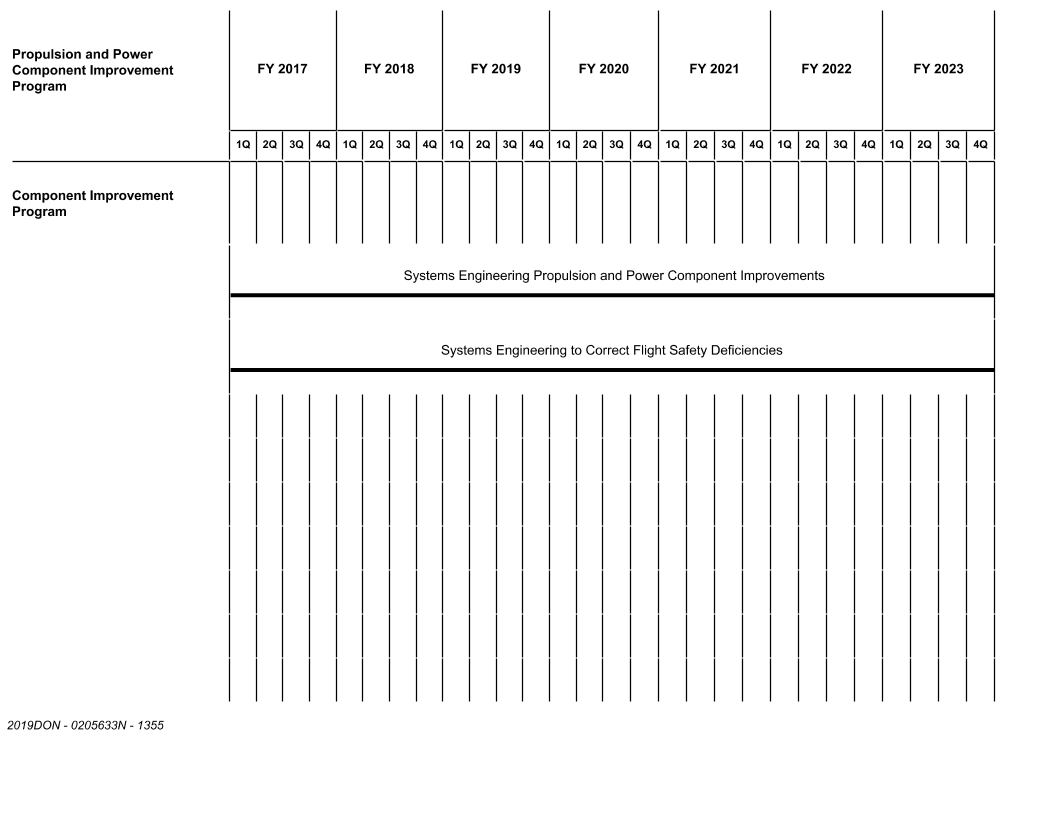 Propulsion and Power
Component Improvement
Program
FY 2017 FY 2018 FY 2019 FY 2020 FY 2021 FY 2022 FY 2023
1Q 2Q 3Q 4Q 1Q 2Q 3Q 4Q 1Q 2Q 3Q 4Q 1Q 2Q 3Q 4Q 1Q 2Q 3Q 4Q 1Q 2Q 3Q 4Q 1Q 2Q 3Q 4Q
Component Improvement
Program
Systems Engineering Propulsion and Power Component Improvements
Systems Engineering to Correct Flight Safety Deficiencies
2019DON - 0205633N - 1355